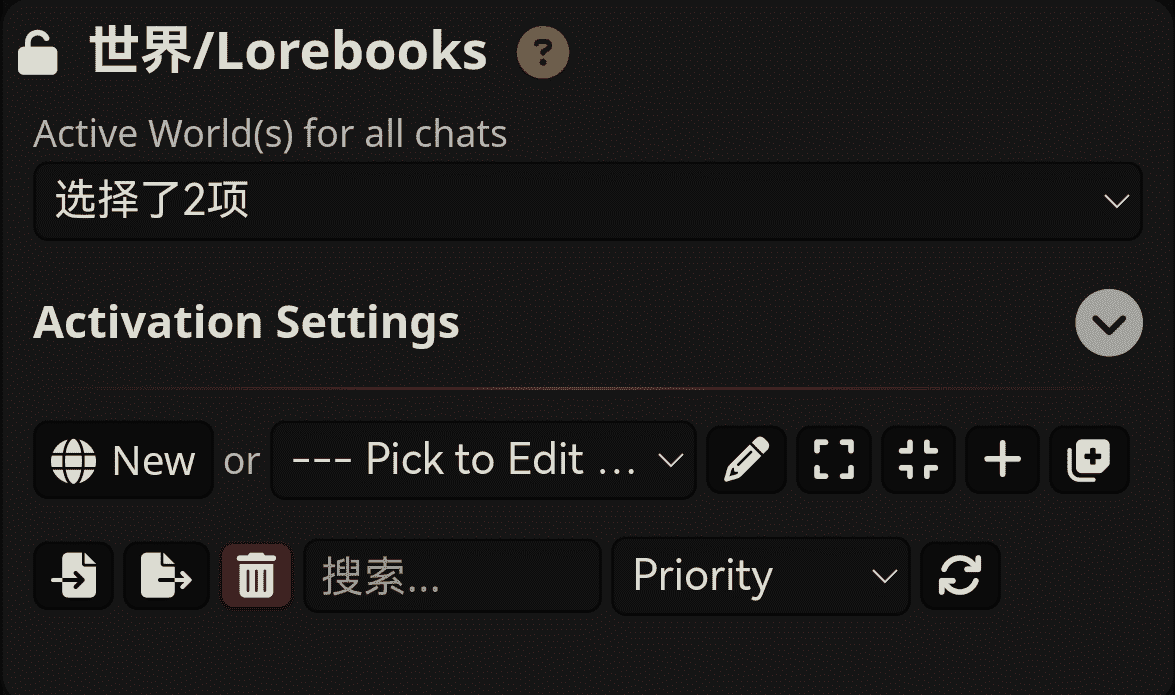 世界/Lorebooks ?
Active World(s) for all chats
选择了2项
Activation Settings
New or --- Pick to Edit ...
搜索... Priority